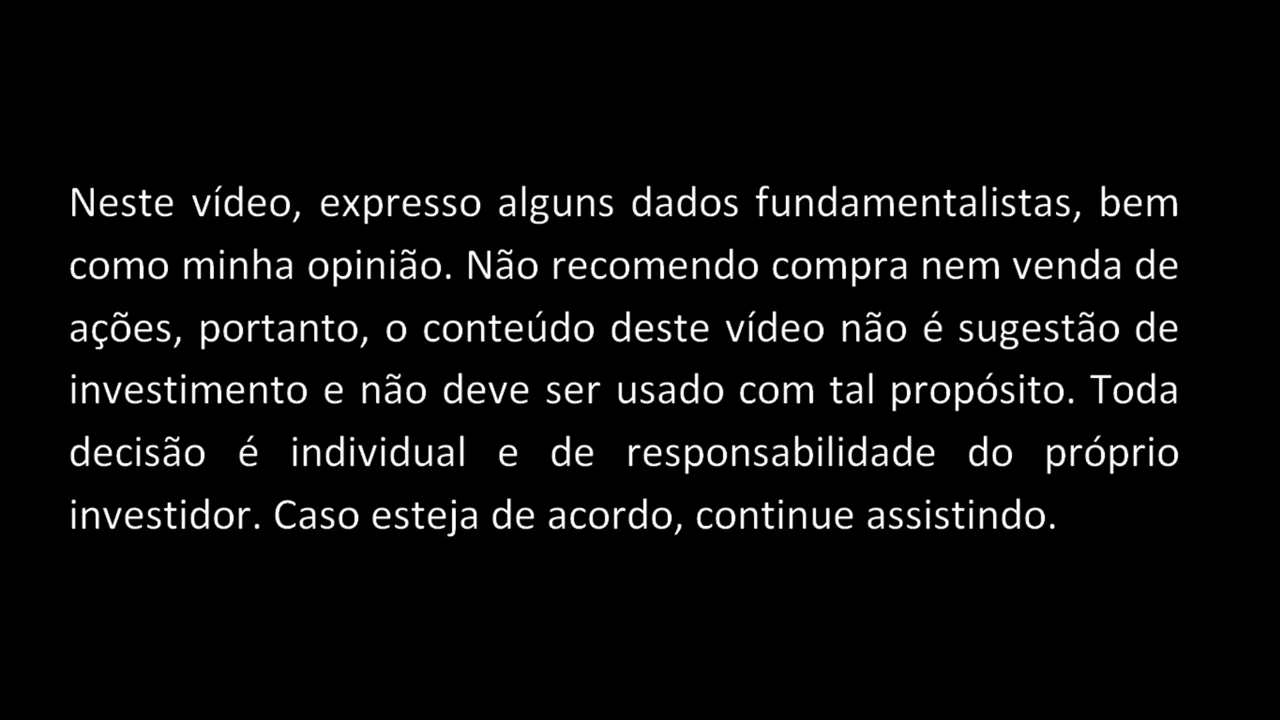 Neste vídeo, expresso alguns dados fundamentalistas, bem
como minha opinião. Não recomendo compra nem venda de
ações, portanto, o conteúdo deste vídeo não é sugestão de
investimento e não deve ser usado com tal propósito. Toda
decisão é individual e de responsabilidade do próprio
investidor. Caso esteja de acordo, continue assistindo.